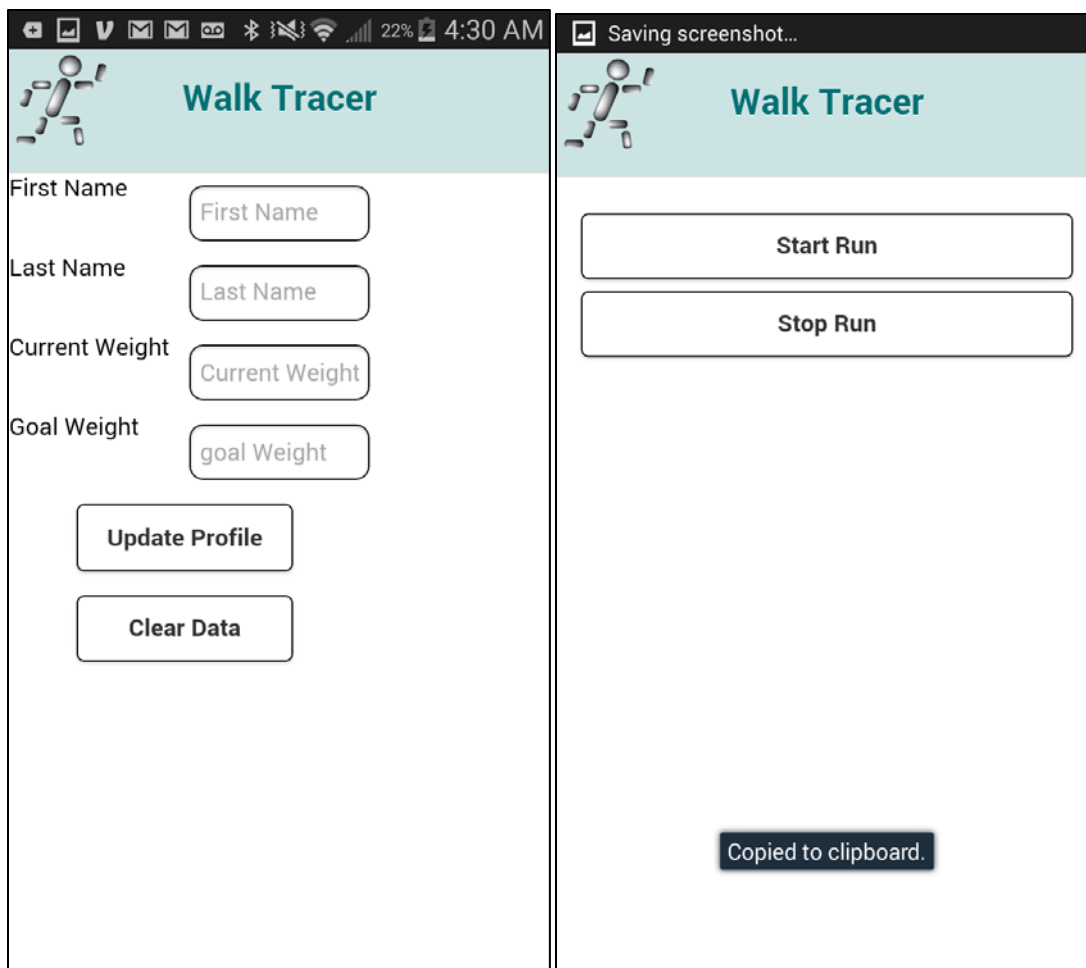 22% 4:30 AM
Walk Tracer
First Name
First Name
Last Name
Last Name
Current Weight
Current Weight
Goal Weight
goal Weight
Update Profile
Clear Data
Saving screenshot...
Walk Tracer
Start Run
Stop Run
Copied to clipboard.